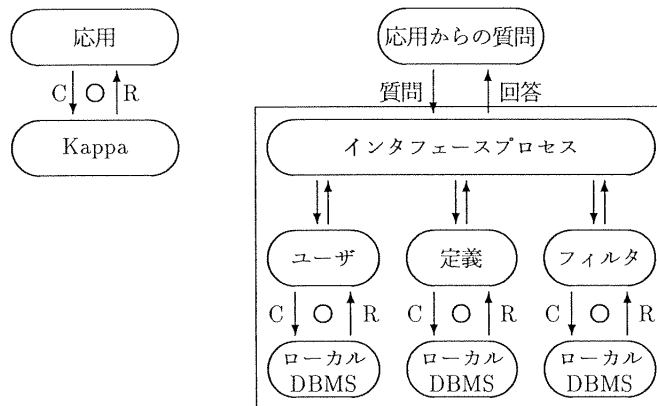 応用
C ○ R
Kappa
応用からの質問
質問 回答
インタフェースプロセス
ユーザ 定義 フィルタ
C ○ R C ○ R C ○ R
ローカル ローカル ローカル
DBMS DBMS DBMS